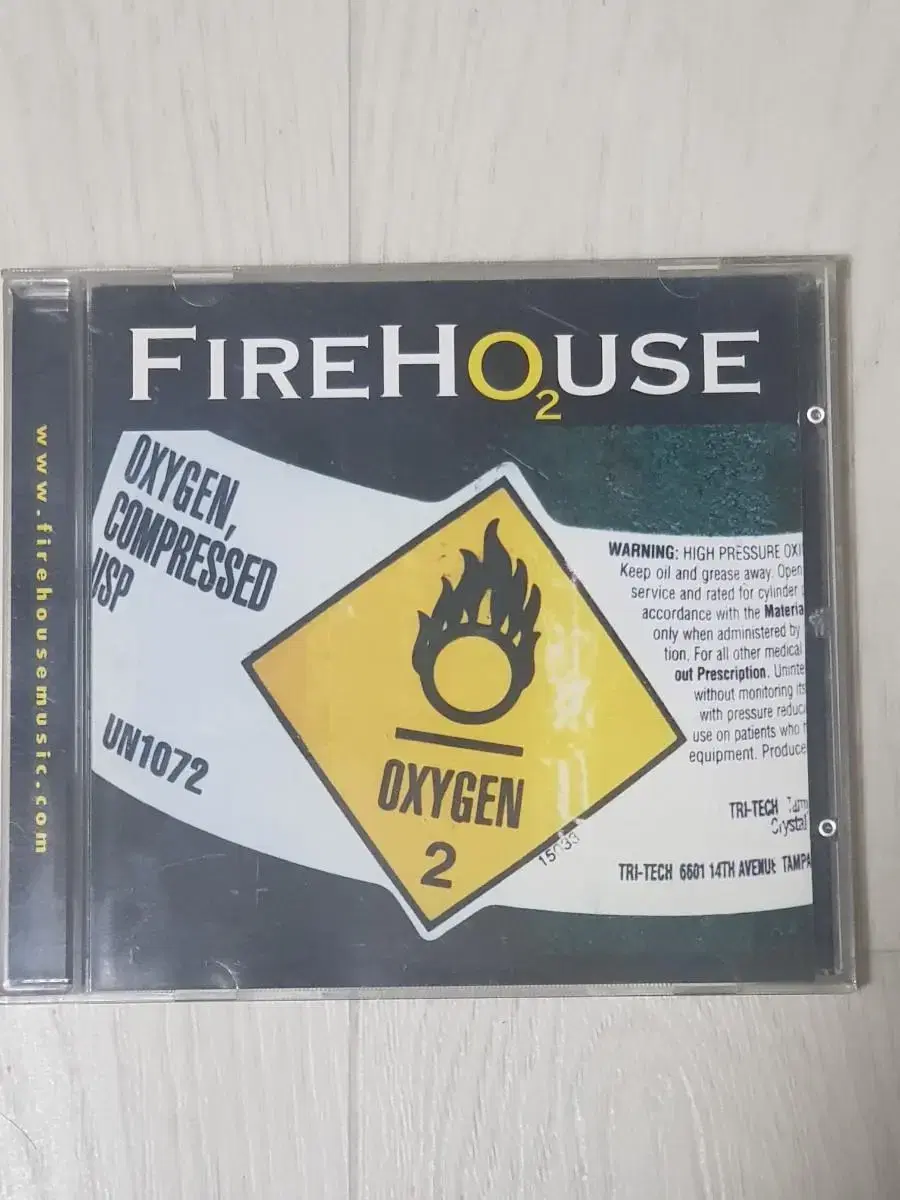 FIREHO2USE
www.firehousemusic.com
OXYGEN,
COMPRESSED
USP
UN1072
OXYGEN
2
15033
WARNING: HIGH PRESSURE OXI
Keep oil and grease away. Open
service and rated for cylinder
accordance with the Materia
only when administered by
tion. For all other medical
out Prescription. Uninte
without monitoring its
with pressure reduc
use on patients who
equipment. Produce
TRI-TECH
Crystal
TRI-TECH 6601 14TH AVENUE TAMPA